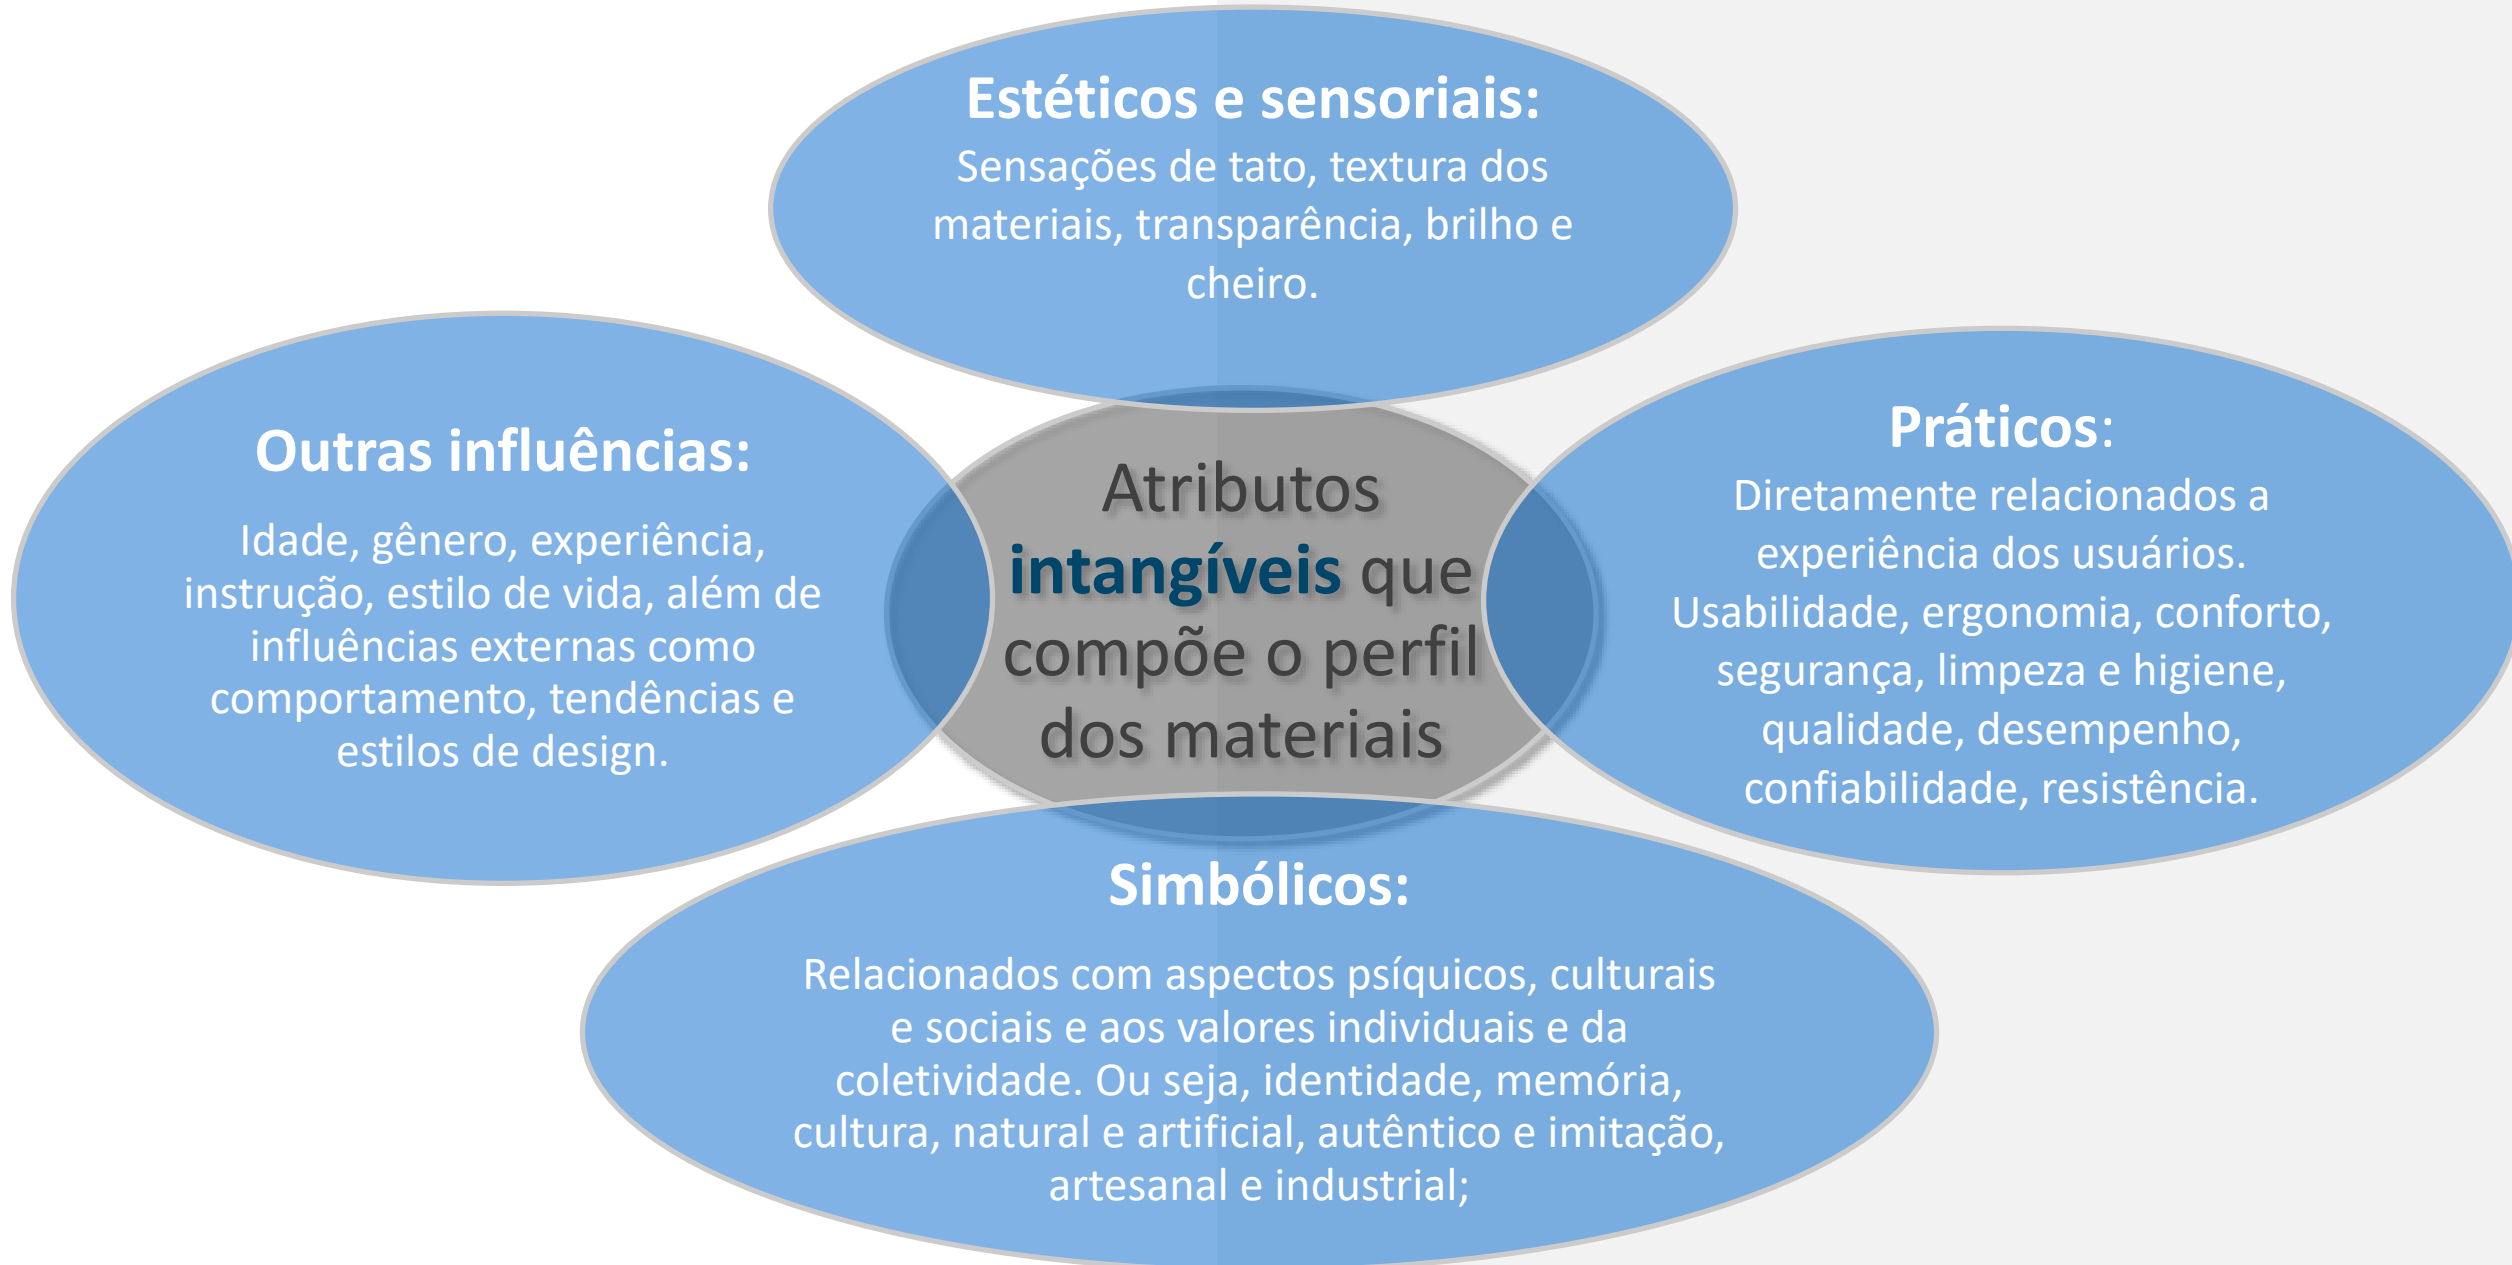 Estéticos e sensoriais:
Sensações de tato, textura dos
materiais, transparência, brilho e
cheiro.
Outras influências:
Idade, gênero, experiência,
instrução, estilo de vida, além de
influências externas como
comportamento, tendências e
estilos de design.
Atributos
intangíveis que
compõe o perfil
dos materiais
Práticos:
Diretamente relacionados a
experiência dos usuários.
Usabilidade, ergonomia, conforto,
segurança, limpeza e higiene,
qualidade, desempenho,
confiabilidade, resistência.
Simbólicos:
Relacionados com aspectos psíquicos, culturais
e sociais e aos valores individuais e da
coletividade. Ou seja, identidade, memória,
cultura, natural e artificial, autêntico e imitação,
artesanal e industrial;